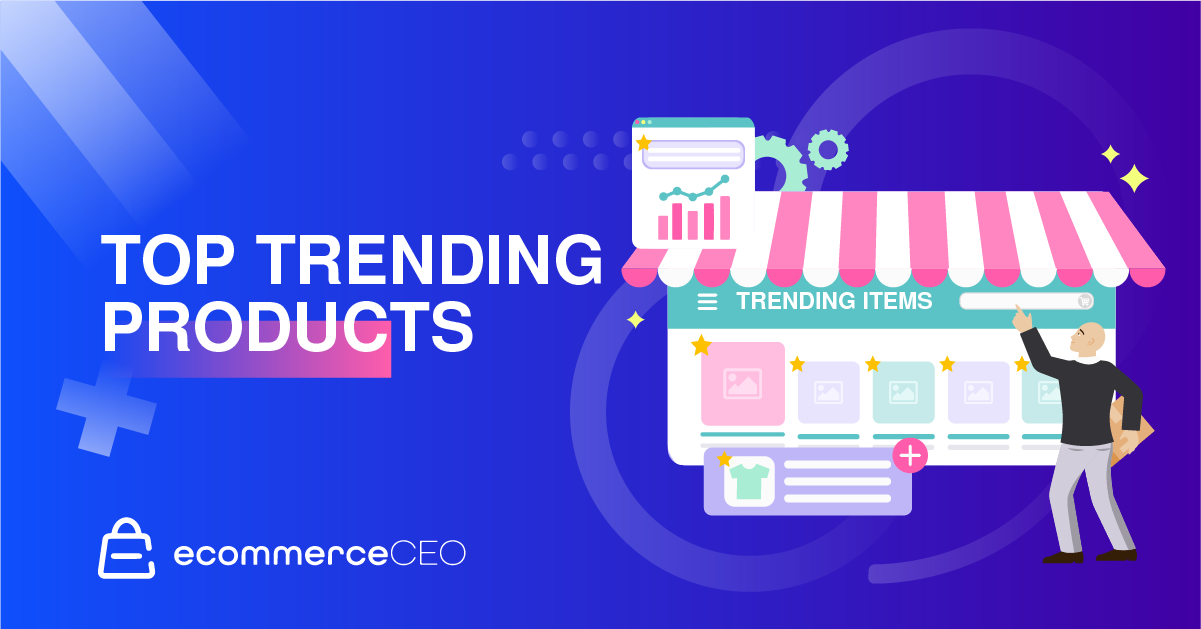 TOP TRENDING
PRODUCTS
TRENDING ITEMS
ecommerceCEO